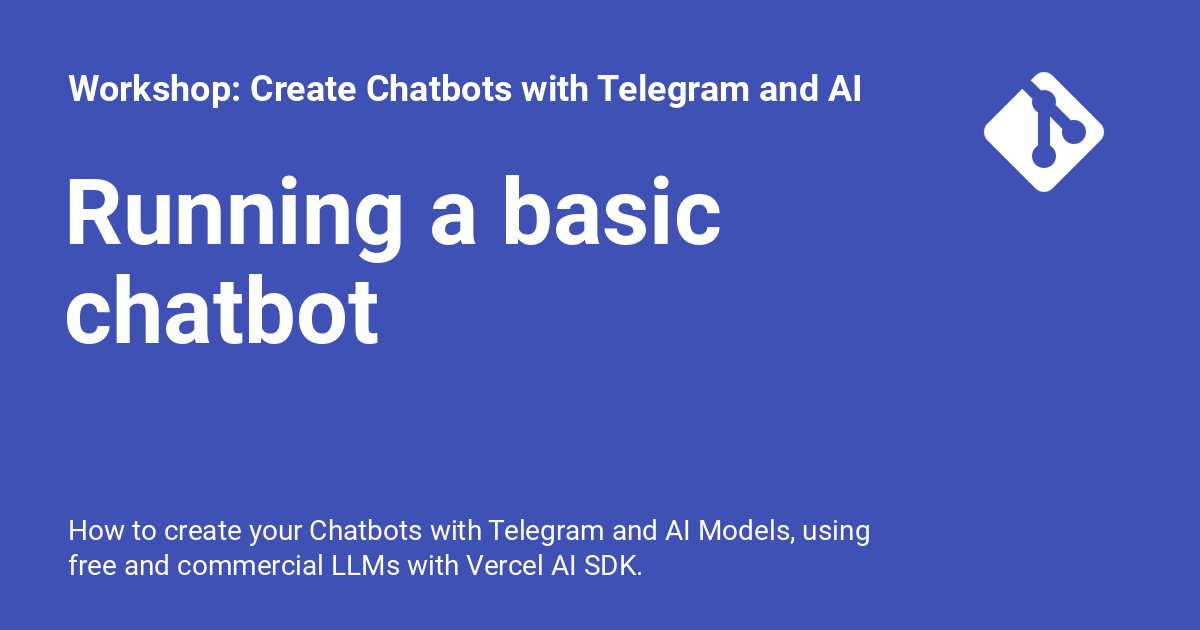 Workshop: Create Chatbots with Telegram and AI
Running a basic
chatbot
How to create your Chatbots with Telegram and AI Models, using
free and commercial LLMs with Vercel AI SDK.